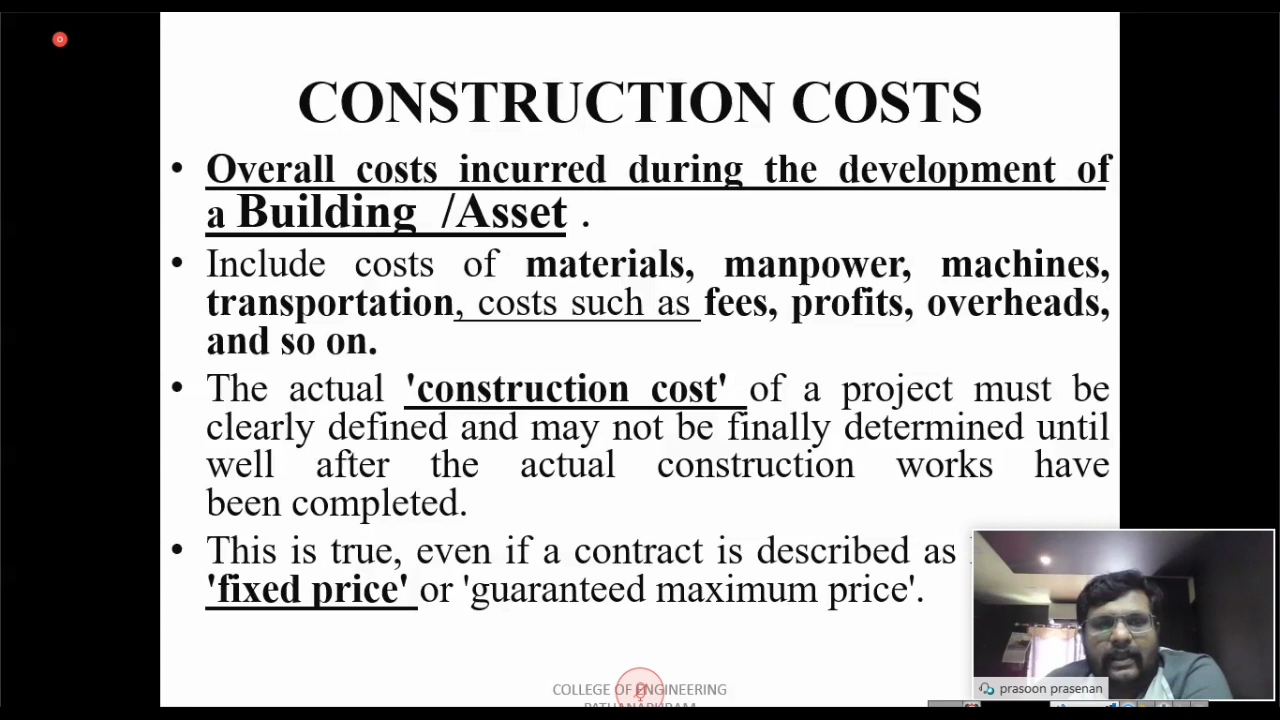 CONSTRUCTION COSTS
• Overall costs incurred during the development of
a Building /Asset .
• Include costs of materials, manpower, machines,
transportation, costs such as fees, profits, overheads,
and so on.
• The actual 'construction cost' of a project must be
clearly defined and may not be finally determined until
well after the actual construction works have
been completed.
• This is true, even if a contract is described as
'fixed price' or 'guaranteed maximum price'.
prasoon prasenan
COLLEGE OF ENGINEERING
PATHANAPURAM